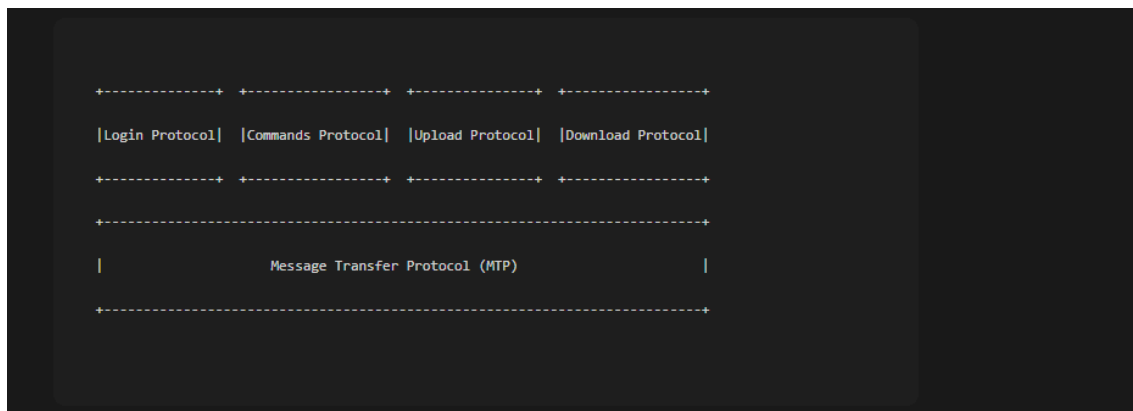 +--------------+  +-----------------+  +---------------+  +-----------------+
|Login Protocol|  |Commands Protocol|  |Upload Protocol|  |Download Protocol|
+--------------+  +-----------------+  +---------------+  +-----------------+
+---------------------------------------------------------------------------+
|                      Message Transfer Protocol (MTP)                       |
+---------------------------------------------------------------------------+